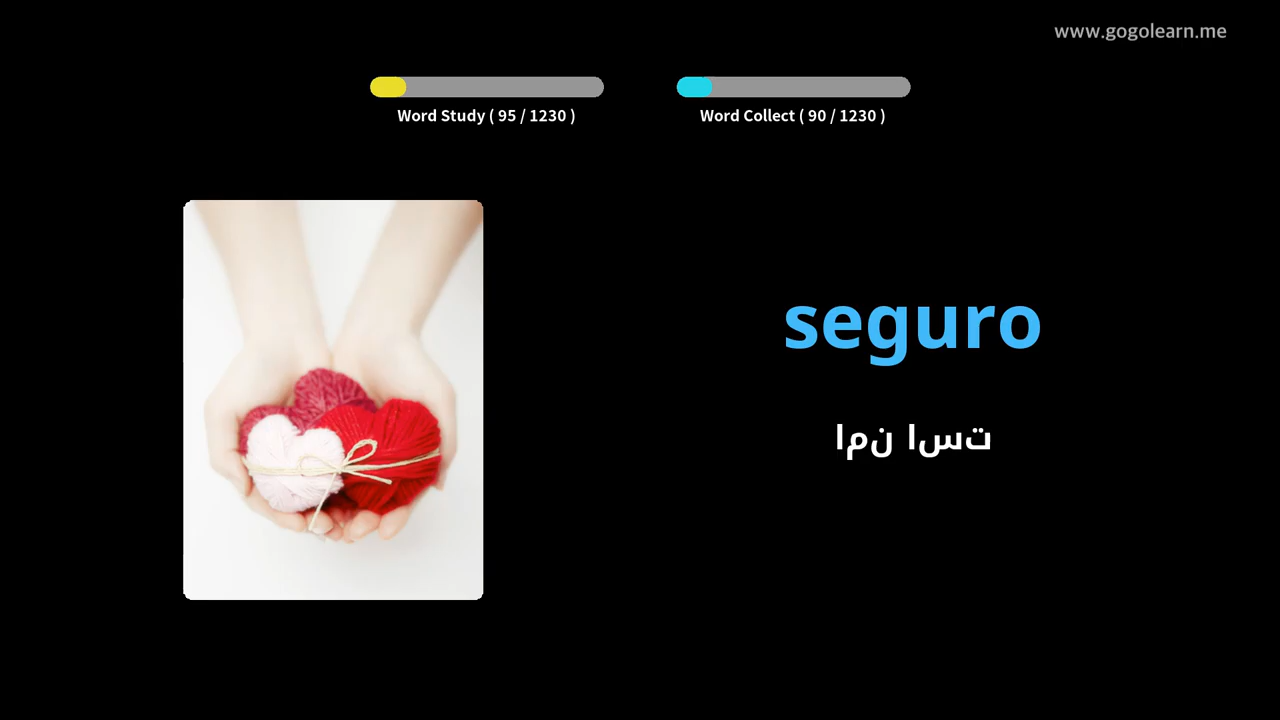 www.gogolearn.me
Word Study ( 95 / 1230 )
Word Collect ( 90 / 1230 )
seguro
امن است